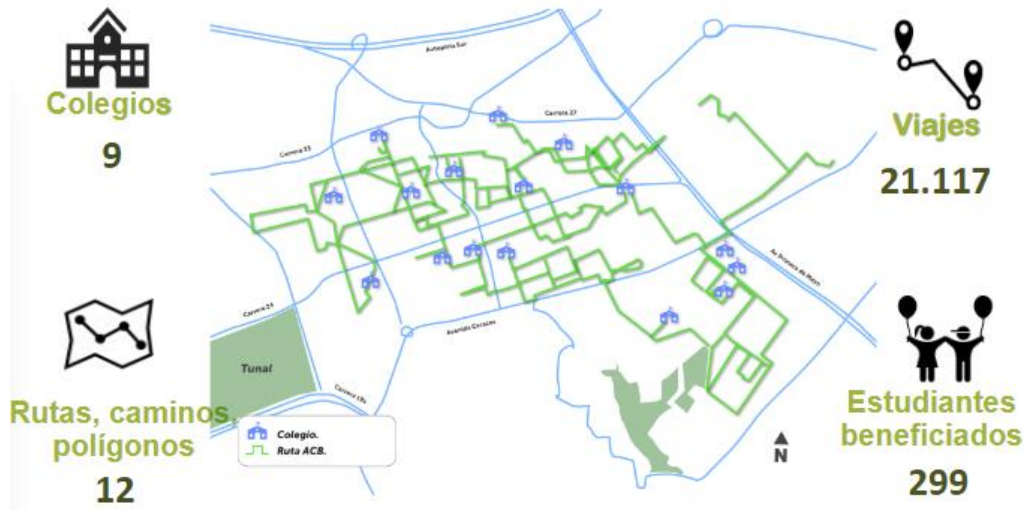 Colegios
9
Autopista Sur
Carrera 27
Carrera 33
Viajes
21.117
Av Primero de Mayo
Carrera 24
Avenida Caracas
Tunal
Rutas, caminos,
polígonos
12
Colegio.
Ruta ACB.
N
Estudiantes
beneficiados
299